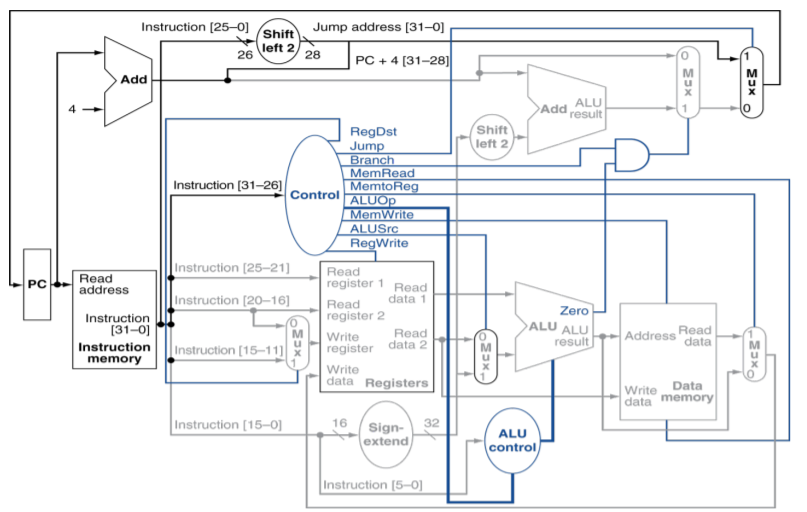 Instruction [25–0]
Shift
left 2
Jump address [31–0]
26
28
PC + 4 [31–28]
Add
4
0
M
u
x
1
1
M
u
x
0
Add
ALU
result
Shift
left 2
RegDst
Jump
Branch
MemRead
MemtoReg
ALUOp
MemWrite
ALUSrc
RegWrite
Instruction [31–26]
Control
PC
Read
address
Instruction
[31–0]
Instruction
memory
Instruction [25–21]
Instruction [20–16]
Instruction [15–11]
0
M
u
x
1
Read
register 1
Read
register 2
Write
register
Write
data
Read
data 1
Read
data 2
Registers
0
M
u
x
1
Zero
ALU
ALU
result
Address
Read
data
Write
data
Data
memory
1
M
u
x
0
Instruction [15–0]
16
Sign-
extend
32
ALU
control
Instruction [5–0]